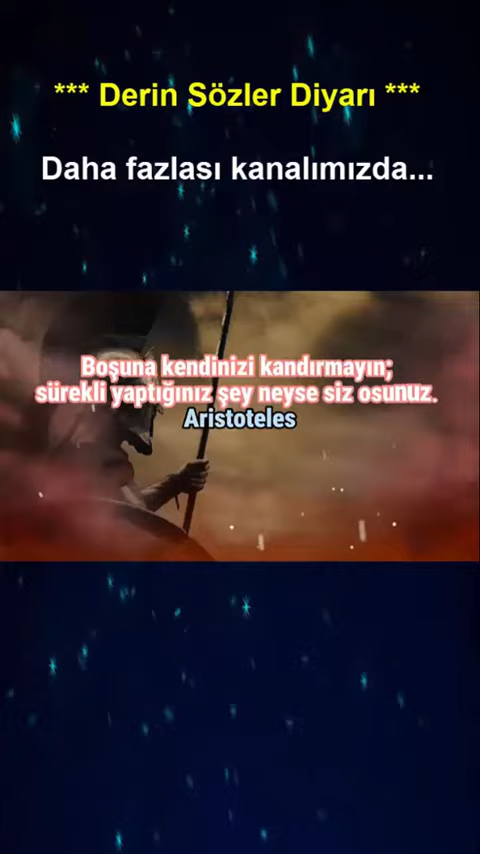 *** Derin Sözler Diyarı ***
Daha fazlası kanalımızda...
Boşuna kendinizi kandırmayın;
sürekli yaptığınız şey neyse siz osunuz.
Aristoteles